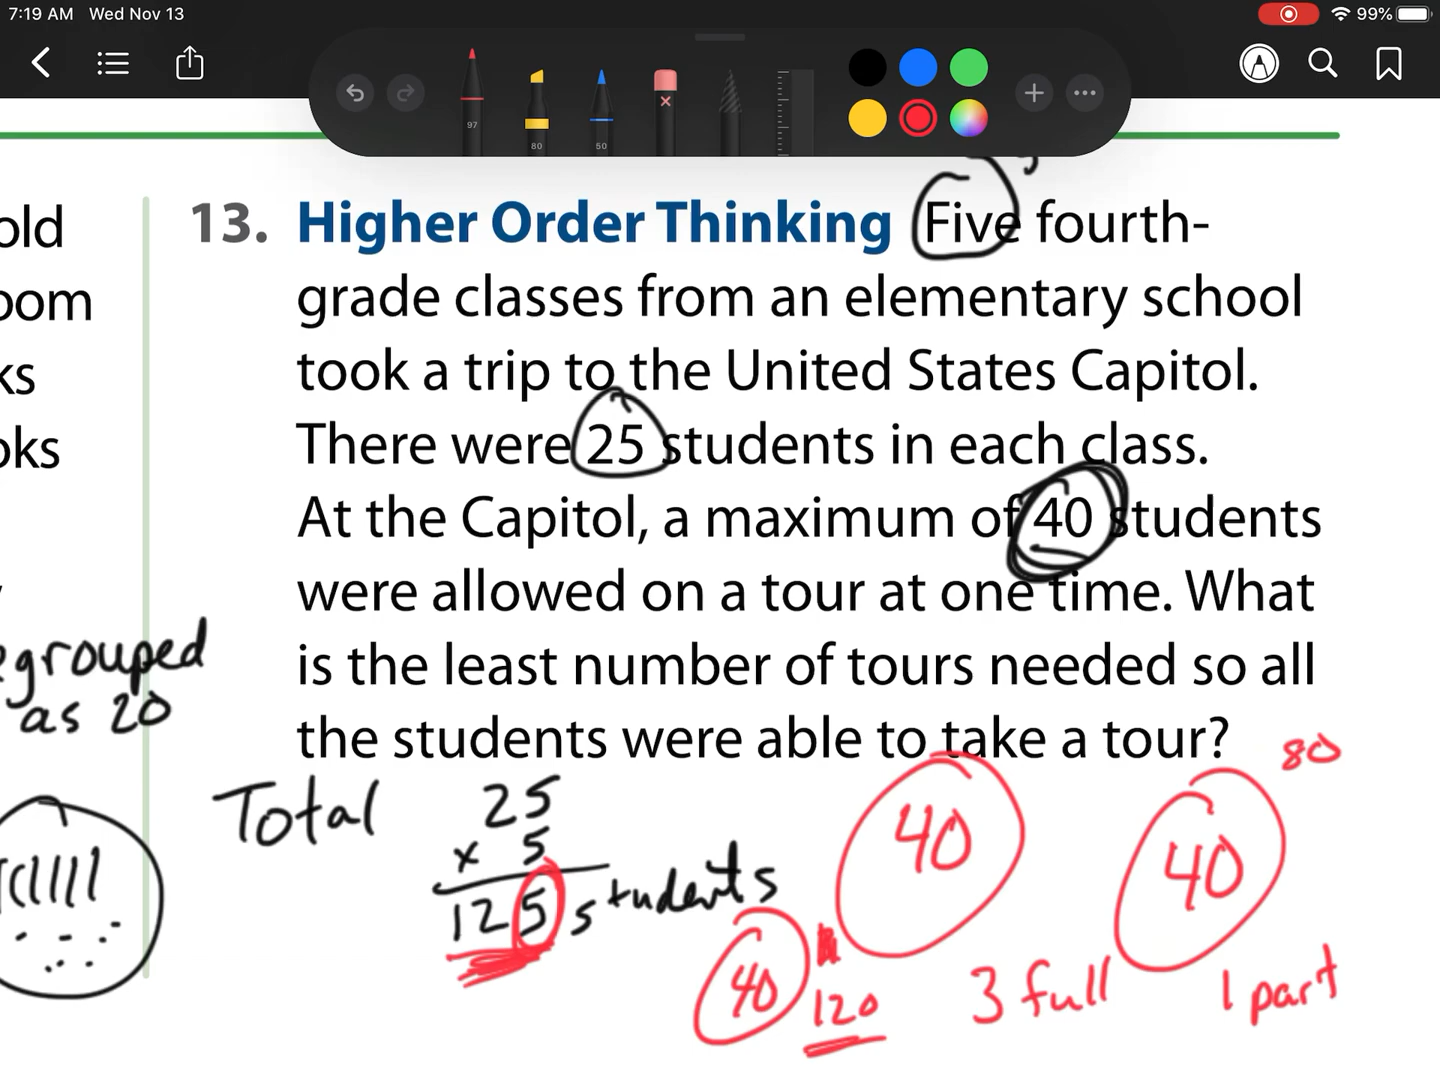 7:19 AM Wed Nov 13
99%
97
80
50
old
oom
ks
oks
13. Higher Order Thinking Five fourth-
grade classes from an elementary school
took a trip to the United States Capitol.
There were 25 students in each class.
At the Capitol, a maximum of 40 students
were allowed on a tour at one time. What
is the least number of tours needed so all
the students were able to take a tour?
egrouped
as 20
Total
25
x 5
125 students
40
40
80
40
120
3 full
1 part